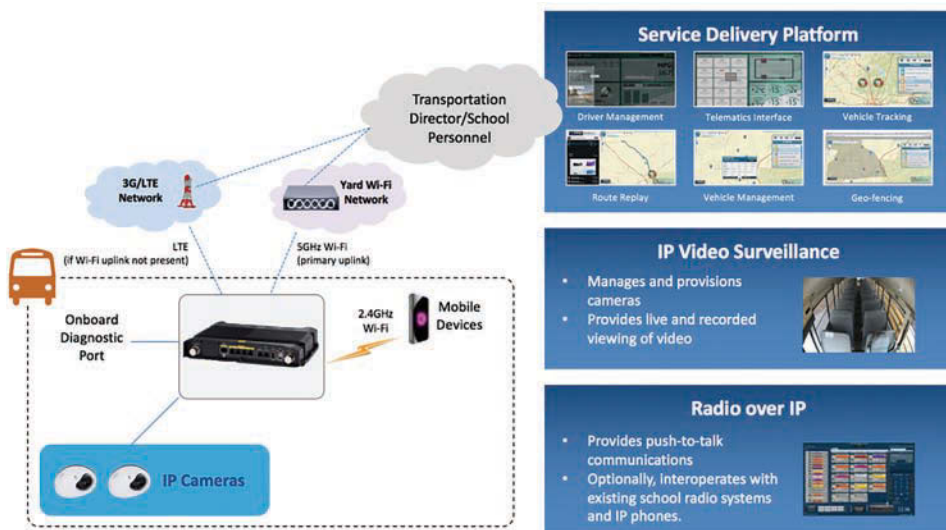 Transportation
Director/School
Personnel
3G/LTE
Network
Yard Wi-Fi
Network
LTE
(if Wi-Fi uplink not present)
5GHz Wi-Fi
(primary uplink)
Onboard
Diagnostic
Port
2.4GHz
Wi-Fi
Mobile
Devices
IP Cameras
Service Delivery Platform
Driver Management
Telematics Interface
Vehicle Tracking
Route Replay
Vehicle Management
Geo-fencing
IP Video Surveillance
• Manages and provisions
cameras
• Provides live and recorded
viewing of video
Radio over IP
• Provides push-to-talk
communications
• Optionally, interoperates with
existing school radio systems
and IP phones.